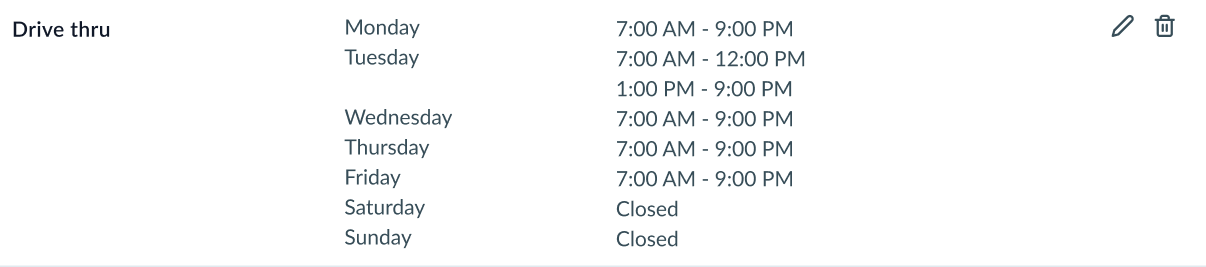 Drive thru Monday 7:00 AM - 9:00 PM
Tuesday 7:00 AM - 12:00 PM
1:00 PM - 9:00 PM
Wednesday 7:00 AM - 9:00 PM
Thursday 7:00 AM - 9:00 PM
Friday 7:00 AM - 9:00 PM
Saturday Closed
Sunday Closed